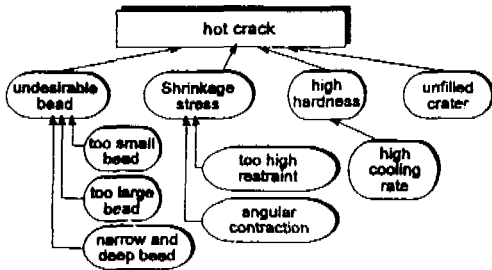 hot crack
undesirable
bead
Shrinkage
stress
high
hardness
unfilled
crater
too small
bead
too large
bead
narrow and
deep bead
too high
restraint
angular
contraction
high
cooling
rate